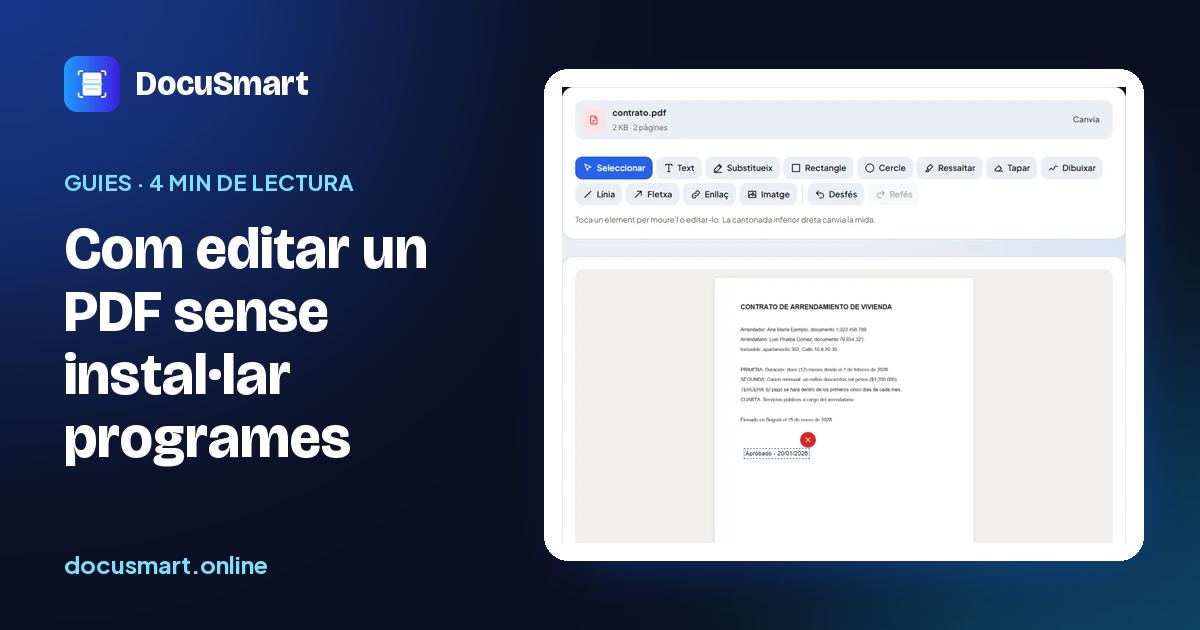 DocuSmart
GUIES · 4 MIN DE LECTURA
Com editar un
PDF sense
instal·lar
programes
docusmart.online
contrato.pdf
2 KB · 2 pàgines
Canvia
Seleccionar Text Substitueix Rectangle Cercle Ressaltar Tapar Dibuixar
Línia Fletxa Enllaç Imatge Desfés Refés
Toca un element per moure'l o editar-lo. La cantonada inferior dreta canvia la mida.
CONTRATO DE ARRENDAMIENTO DE VIVIENDA
Arrendador: Ana María Ejemplo, documento 1.023.456.789.
Arrendatario: Luis Prueba Gómez, documento 79.654.321.
Inmueble: apartamento 302, Calle 10 # 20-30.
PRIMERA. Duración: doce (12) meses desde el 1 de febrero de 2026.
SEGUNDA. Canon mensual: un millón doscientos mil pesos ($1.200.000).
TERCERA. El pago se hará dentro de los primeros cinco días de cada mes.
CUARTA. Servicios públicos a cargo del arrendatario.
Firmado en Bogotá el 15 de enero de 2026.
Aprobado - 20/01/2026